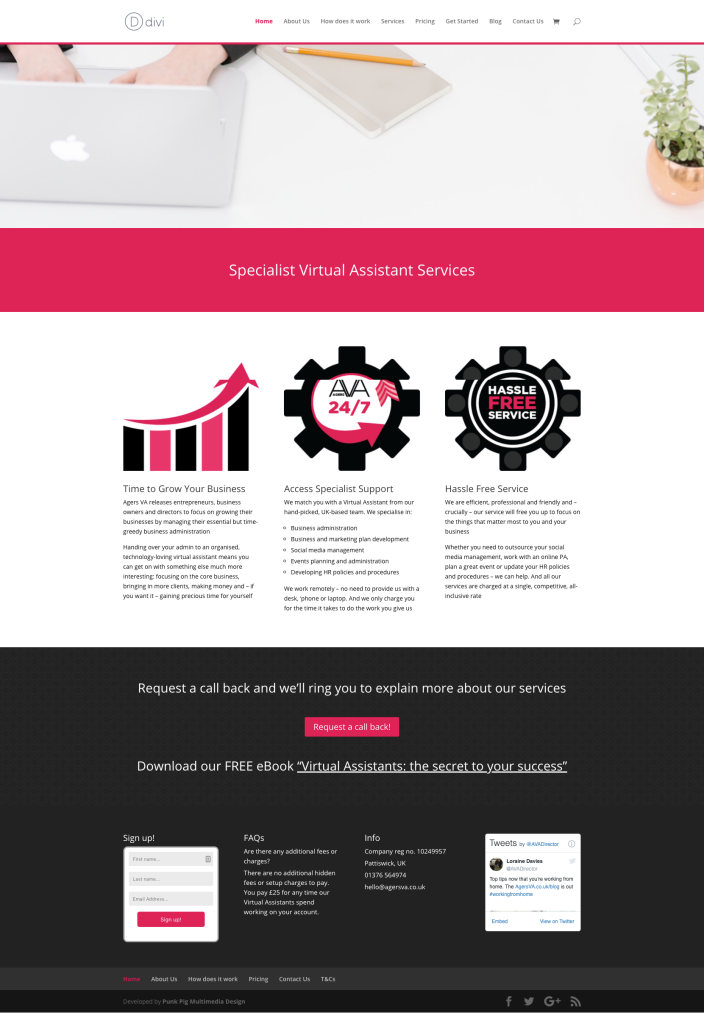 D divi
Home About Us How does it work Services Pricing Get Started Blog Contact Us
Specialist Virtual Assistant Services
AVA
24/7
HASSLE
FREE
SERVICE
Time to Grow Your Business
Agers VA releases entrepreneurs, business
owners and directors to focus on growing their
businesses by managing their essential but time-
greedy business administration
Handing over your admin to an organised,
technology-loving virtual assistant means you
can get on with something else much more
interesting: focusing on the core business,
bringing in more clients, making money and – if
you want it – gaining precious time for yourself
Access Specialist Support
We match you with a Virtual Assistant from our
hand-picked, UK-based team. We specialise in:
Business administration
Business and marketing plan development
Social media management
Events planning and administration
Developing HR policies and procedures
We work remotely – no need to provide us with a
desk, 'phone or laptop. And we only charge you
for the time it takes to do the work you give us
Hassle Free Service
We are efficient, professional and friendly and –
crucially – our service will free you up to focus on
the things that matter most to you and your
business
Whether you need to outsource your social
media management, work with an online PA,
plan a great event or update your HR policies
and procedures – we can help. And all our
services are charged at a single, competitive, all-
inclusive rate
Request a call back and we'll ring you to explain more about our services
Request a call back!
Download our FREE eBook "Virtual Assistants: the secret to your success"
Sign up!
First name...
Last name...
Email Address...
Sign up!
FAQs
Are there any additional fees or
charges?
There are no additional hidden
fees or setup charges to pay.
You pay £25 for any time our
Virtual Assistants spend
working on your account.
Info
Company reg no. 10249957
Pattiswick, UK
01376 564974
hello@agersva.co.uk
Tweets by @AVADirector
Loraine Davies
@AVADirector
Top tips now that you're working from
home. The AgersVA.co.uk/blog is out
#workingfromhome
Embed View on Twitter
Home About Us How does it work Pricing Contact Us T&Cs
Developed by Punk Pig Multimedia Design